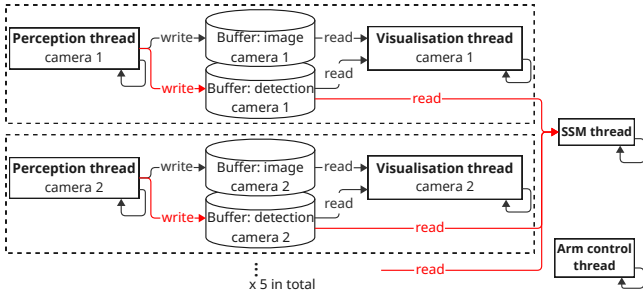 Perception thread
camera 1
write
write
Buffer: image
camera 1
Buffer: detection
camera 1
read
read
Visualisation thread
camera 1
read
SSM thread
Perception thread
camera 2
write
write
Buffer: image
camera 2
Buffer: detection
camera 2
read
read
Visualisation thread
camera 2
read
Arm control
thread
read
x 5 in total